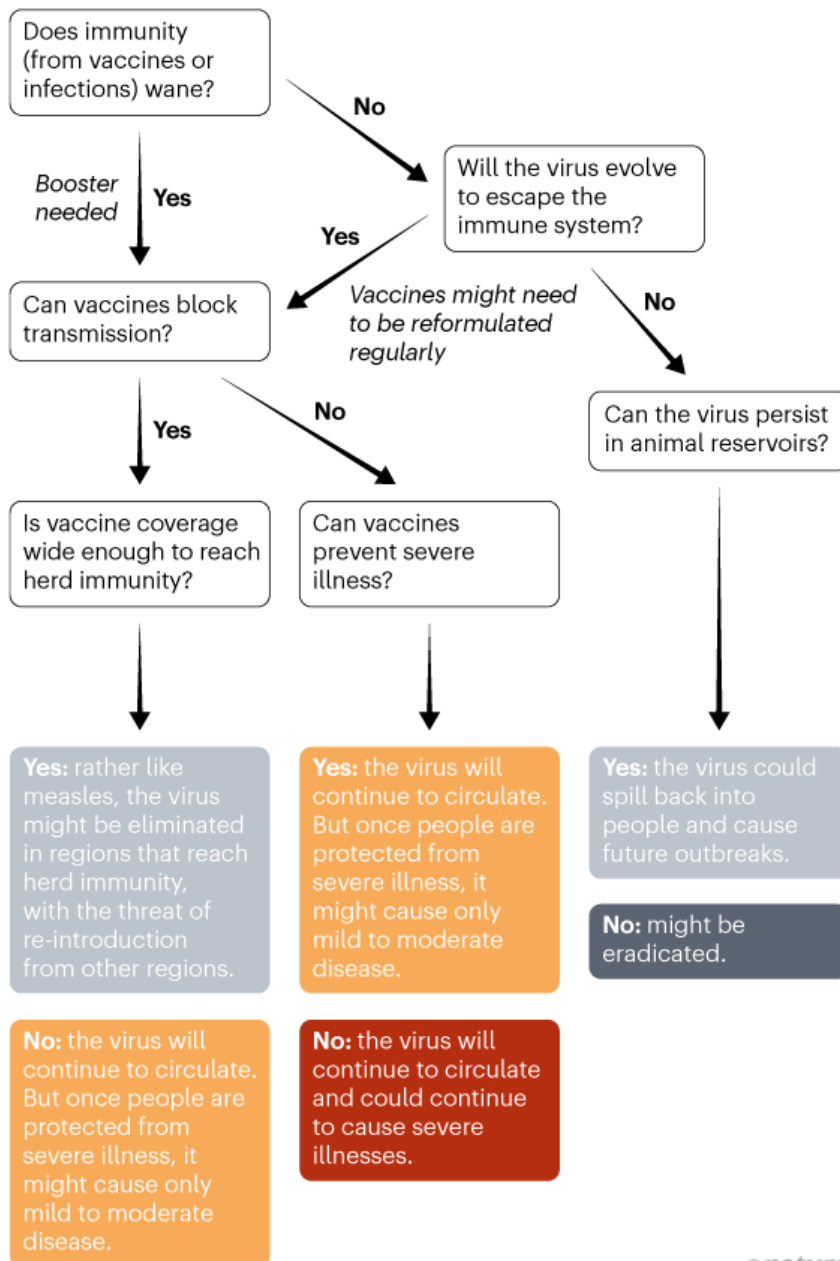 Does immunity
(from vaccines or
infections) wane?
No
Booster
needed
Yes
Will the virus evolve
to escape the
immune system?
Yes
Vaccines might need
to be reformulated
regularly
No
Can vaccines block
transmission?
Yes
No
Can the virus persist
in animal reservoirs?
Is vaccine coverage
wide enough to reach
herd immunity?
Can vaccines
prevent severe
illness?
Yes: rather like
measles, the virus
might be eliminated
in regions that reach
herd immunity,
with the threat of
re-introduction
from other regions.
No: the virus will
continue to circulate.
But once people are
protected from
severe illness, it
might cause only
mild to moderate
disease.
Yes: the virus will
continue to circulate.
But once people are
protected from
severe illness, it
might cause only
mild to moderate
disease.
No: the virus will
continue to circulate
and could continue
to cause severe
illnesses.
Yes: the virus could
spill back into
people and cause
future outbreaks.
No: might be
eradicated.